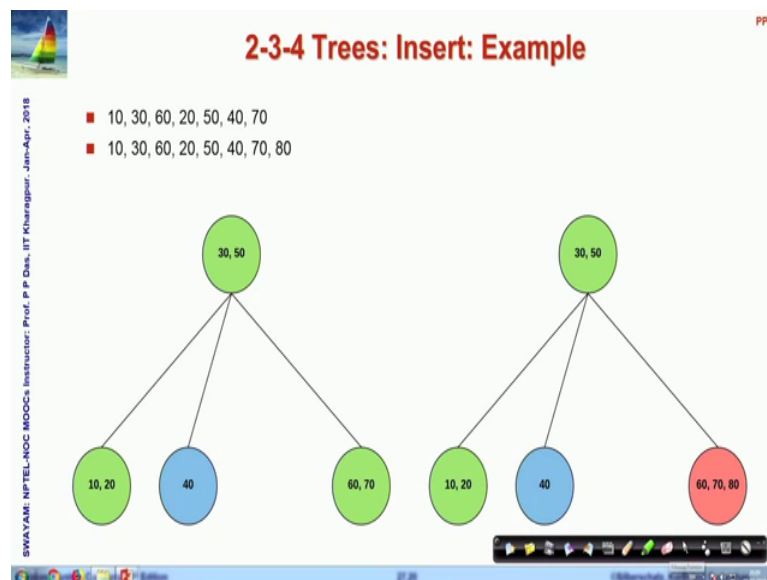 PP
2-3-4 Trees: Insert: Example
SWAYAM: NPTEL-NOC MOOCs Instructor: Prof. P P Das, IIT Kharagpur. Jan-Apr, 2018
10, 30, 60, 20, 50, 40, 70
10, 30, 60, 20, 50, 40, 70, 80
30, 50
30, 50
10, 20
40
60, 70
10, 20
40
60, 70, 80